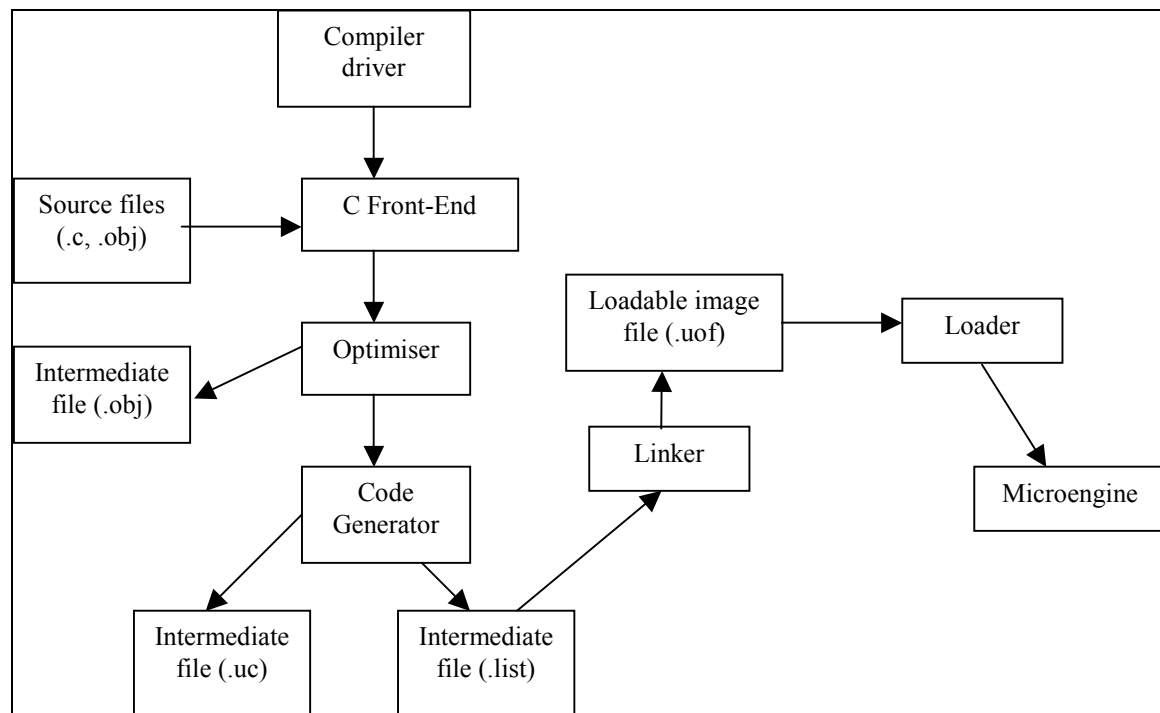 Compiler
driver
Source files
(.c, .obj)
C Front-End
Optimiser
Intermediate
file (.obj)
Code
Generator
Intermediate
file (.uc)
Intermediate
file (.list)
Linker
Loadable image
file (.uof)
Loader
Microengine